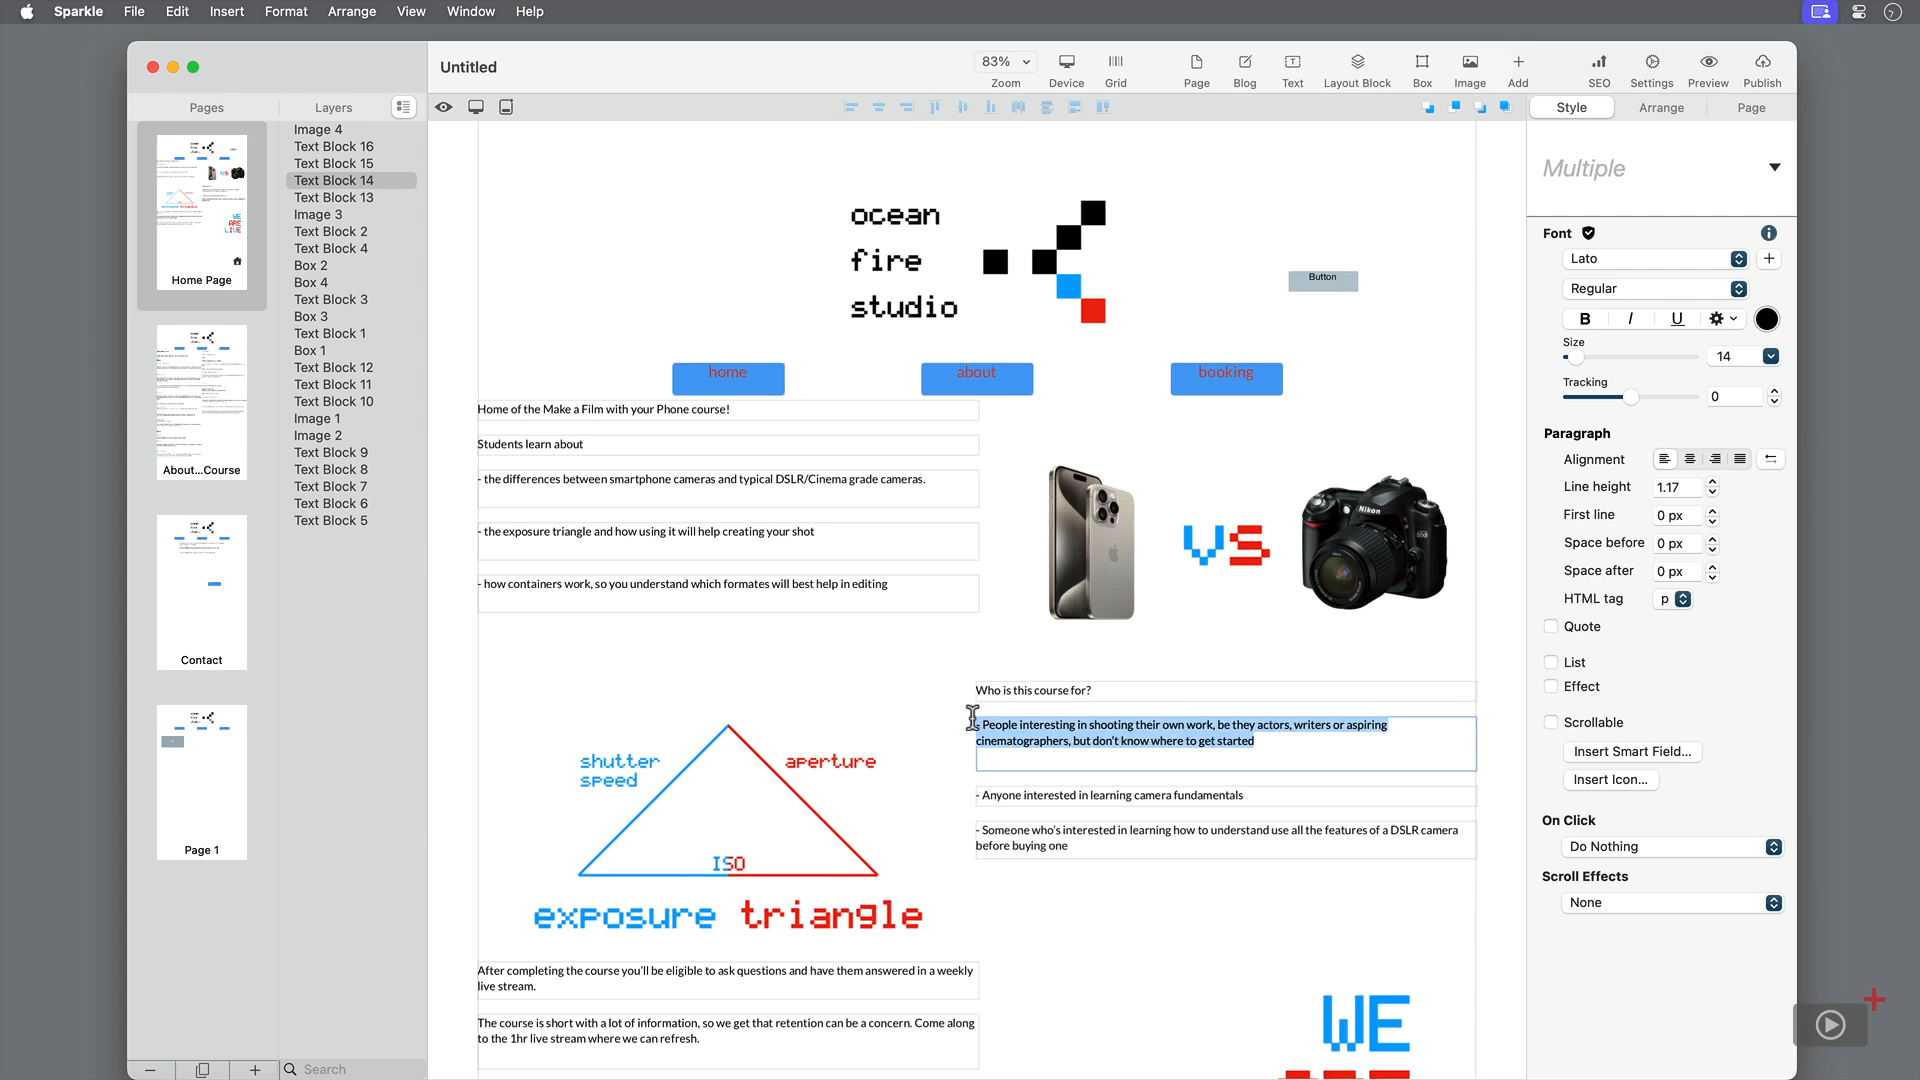 Sparkle File Edit Insert Format Arrange View Window Help
Untitled
83%
Zoom Device Grid Page Blog Text Layout Block Box Image Add SEO Settings Preview Publish
Pages Layers
Style Arrange Page
Home Page
About...Course
Contact
Page 1
Image 4
Text Block 16
Text Block 15
Text Block 14
Text Block 13
Image 3
Text Block 2
Text Block 4
Box 2
Box 4
Text Block 3
Box 3
Text Block 1
Box 1
Text Block 12
Text Block 11
Text Block 10
Image 1
Image 2
Text Block 9
Text Block 8
Text Block 7
Text Block 6
Text Block 5
Search
ocean
fire
studio
Button
home about booking
Home of the Make a Film with your Phone course!
Students learn about
- the differences between smartphone cameras and typical DSLR/Cinema grade cameras.
- the exposure triangle and how using it will help creating your shot
- how containers work, so you understand which formates will best help in editing
VS
Nikon
Who is this course for?
- People interesting in shooting their own work, be they actors, writers or aspiring
cinematographers, but don't know where to get started
- Anyone interested in learning camera fundamentals
- Someone who's interested in learning how to understand use all the features of a DSLR camera
before buying one
shutter
speed
aperture
ISO
exposure triangle
After completing the course you'll be eligible to ask questions and have them answered in a weekly
live stream.
The course is short with a lot of information, so we get that retention can be a concern. Come along
to the 1hr live stream where we can refresh.
WE
ARE
Multiple
Font
Lato
Regular
B I U
Size
14
Tracking
0
Paragraph
Alignment
Line height 1.17
First line 0 px
Space before 0 px
Space after 0 px
HTML tag p
Quote
List
Effect
Scrollable
Insert Smart Field...
Insert Icon...
On Click
Do Nothing
Scroll Effects
None